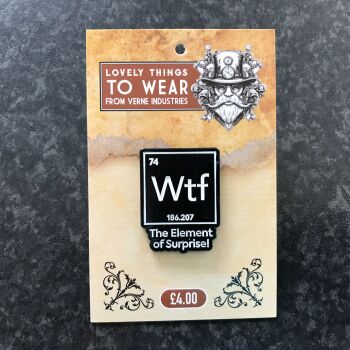 LOVELY THINGS
TO WEAR
FROM VERNE INDUSTRIES
74
Wtf
186.207
The Element
of Surprise!
£4.00